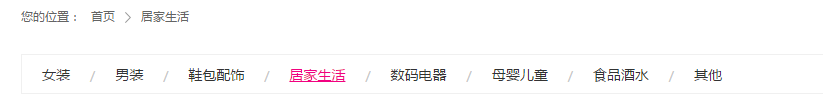 您的位置： 首页 > 居家生活
女装 / 男装 / 鞋包配饰 / 居家生活 / 数码电器 / 母婴儿童 / 食品酒水 / 其他